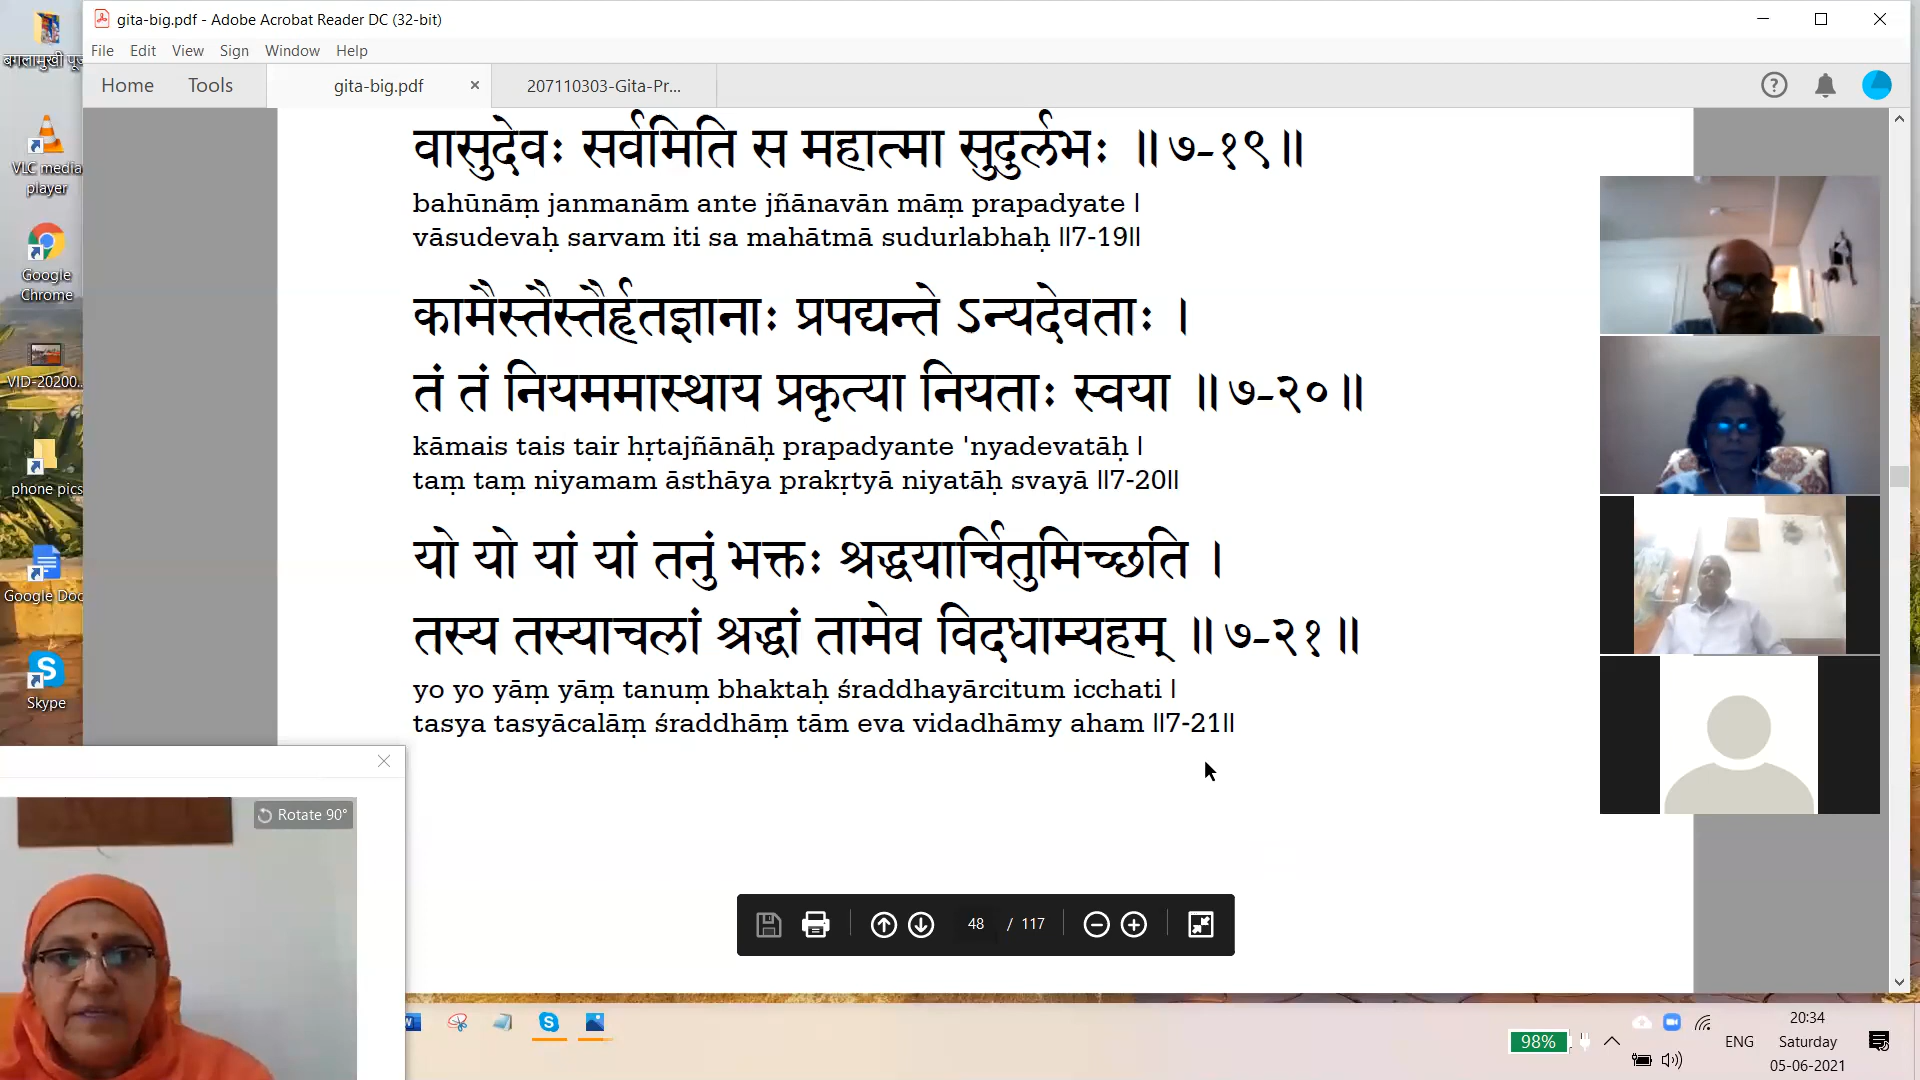 gita-big.pdf - Adobe Acrobat Reader DC (32-bit)
File Edit View Sign Window Help
Home Tools gita-big.pdf × 207110303-Gita-Pr...
वासुदेवः सर्वमिति स महात्मा सुदुर्लभः ॥७-१९॥
bahūnāṃ janmanām ante jñānavān māṃ prapadyate |
vāsudevaḥ sarvam iti sa mahātmā sudurlabhaḥ ||7-19||
कामैस्तैस्तैर्हृतज्ञानाः प्रपद्यन्ते ऽन्यदेवताः ।
तं तं नियममास्थाय प्रकृत्या नियताः स्वया ॥७-२०॥
kāmais tais tair hṛtajñānāḥ prapadyante 'nyadevatāḥ |
taṃ taṃ niyamam āsthāya prakṛtyā niyatāḥ svayā ||7-20||
यो यो यां यां तनुं भक्तः श्रद्धयार्चितुमिच्छति ।
तस्य तस्याचलां श्रद्धां तामेव विदधाम्यहम् ॥७-२१॥
yo yo yāṃ yāṃ tanuṃ bhaktaḥ śraddhayārcitum icchati |
tasya tasyācalāṃ śraddhāṃ tām eva vidadhāmy aham ||7-21||
48 / 117
बगलामुखी
VLC media
player
Google
Chrome
VID-20200...
phone pics
Google Doc
Skype
Rotate 90°
98%
ENG
20:34
Saturday
05-06-2021